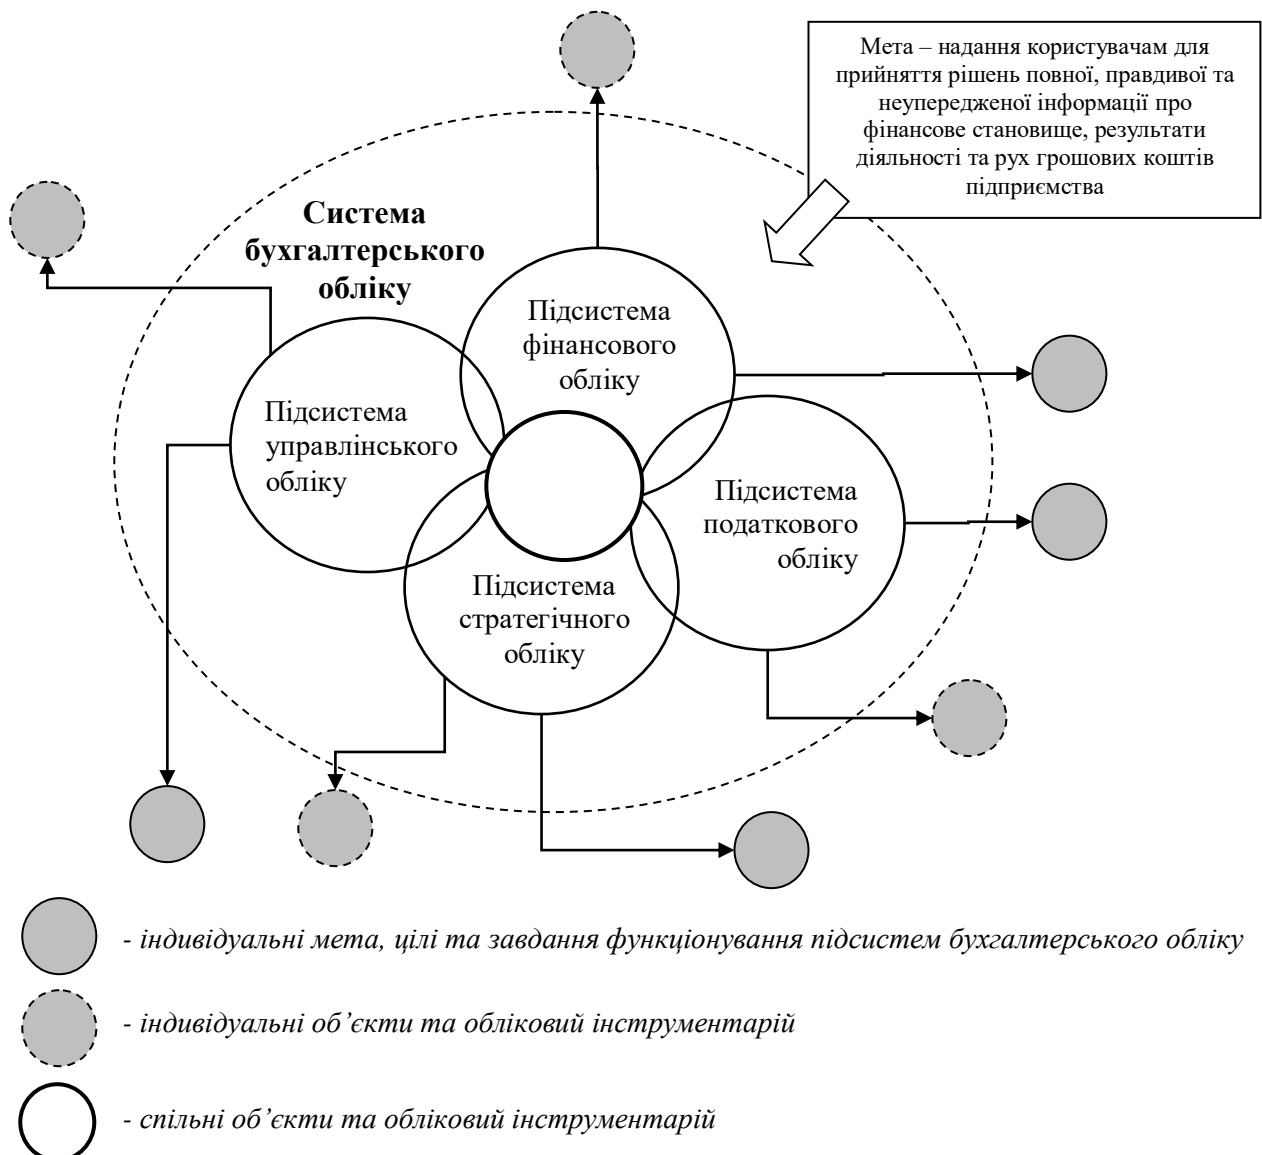 Мета – надання користувачам для
прийняття рішень повної, правдивої та
неупередженої інформації про
фінансове становище, результати
діяльності та рух грошових коштів
підприємства
Система
бухгалтерського
обліку
Підсистема
фінансового
обліку
Підсистема
управлінського
обліку
Підсистема
податкового
обліку
Підсистема
стратегічного
обліку
- індивідуальні мета, цілі та завдання функціонування підсистем бухгалтерського обліку
- індивідуальні об’єкти та обліковий інструментарій
- спільні об’єкти та обліковий інструментарій